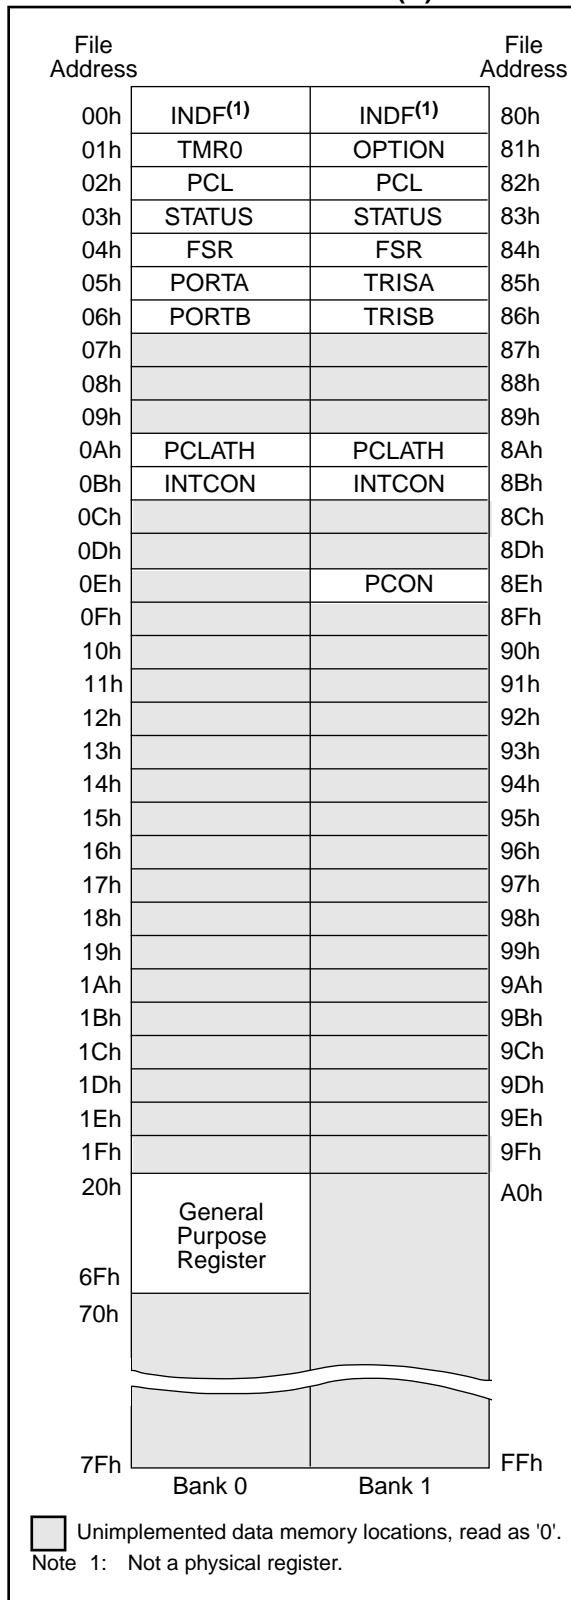 File Address File Address
00h INDF(1) INDF(1) 80h
01h TMR0 OPTION 81h
02h PCL PCL 82h
03h STATUS STATUS 83h
04h FSR FSR 84h
05h PORTA TRISA 85h
06h PORTB TRISB 86h
07h 87h
08h 88h
09h 89h
0Ah PCLATH PCLATH 8Ah
0Bh INTCON INTCON 8Bh
0Ch 8Ch
0Dh 8Dh
0Eh PCON 8Eh
0Fh 8Fh
10h 90h
11h 91h
12h 92h
13h 93h
14h 94h
15h 95h
16h 96h
17h 97h
18h 98h
19h 99h
1Ah 9Ah
1Bh 9Bh
1Ch 9Ch
1Dh 9Dh
1Eh 9Eh
1Fh 9Fh
20h A0h
General
Purpose
Register
6Fh
70h
7Fh FFh
Bank 0 Bank 1
Unimplemented data memory locations, read as '0'.
Note 1: Not a physical register.